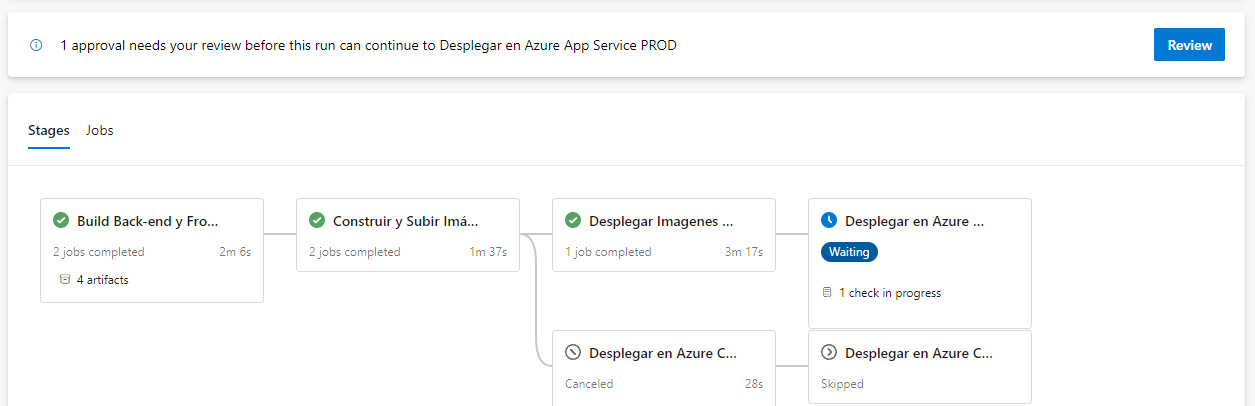 1 approval needs your review before this run can continue to Desplegar en Azure App Service PROD
Review
Stages Jobs
Build Back-end y Fro...
2 jobs completed 2m 6s
4 artifacts
Construir y Subir Imá...
2 jobs completed 1m 37s
Desplegar Imagenes ...
1 job completed 3m 17s
Desplegar en Azure ...
Waiting
1 check in progress
Desplegar en Azure C...
Canceled 28s
Desplegar en Azure C...
Skipped